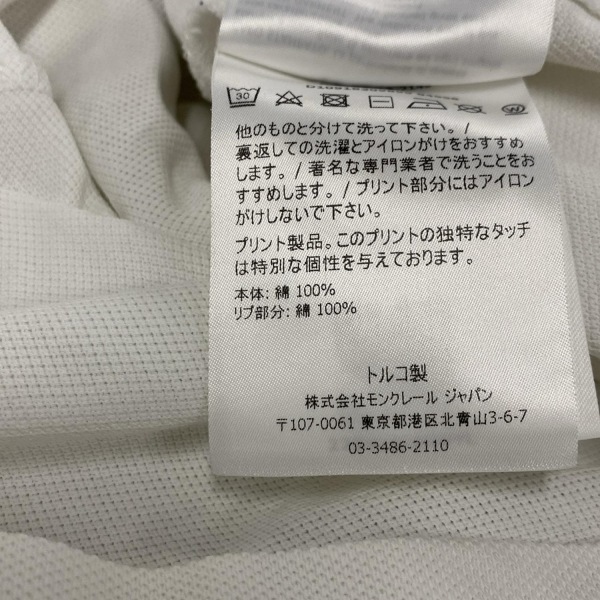 30
他のものと分けて洗って下さい。/
裏返しての洗濯とアイロンがけをおすすめ
します。/ 著名な専門業者で洗うことをお
すすめします。/ プリント部分にはアイロン
がけしないで下さい。
プリント製品。このプリントの独特なタッチ
は特別な個性を与えております。
本体: 綿 100%
リブ部分: 綿 100%
トルコ製
株式会社モンクレール ジャパン
〒107-0061 東京都港区北青山3-6-7
03-3486-2110